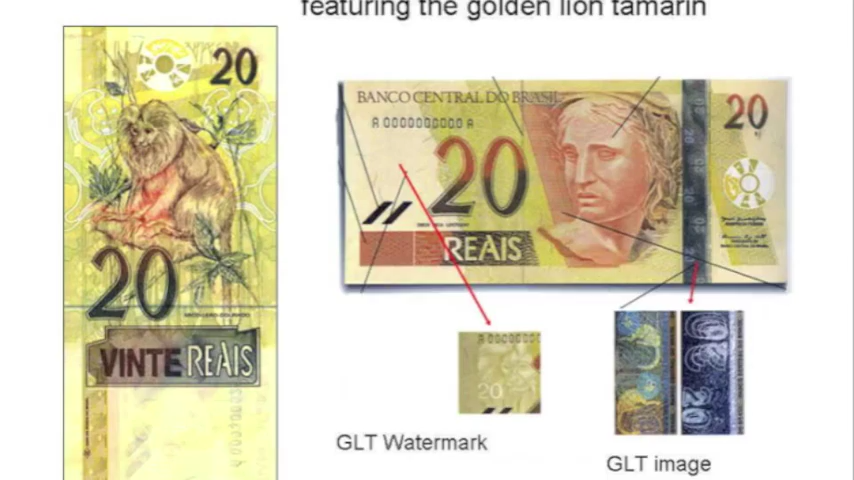 featuring the golden lion tamarin
20
20
VINTE REAIS
BANCO CENTRAL DO BRASIL
A 0000000000 A
20
20
REAIS
20
GLT Watermark
GLT image